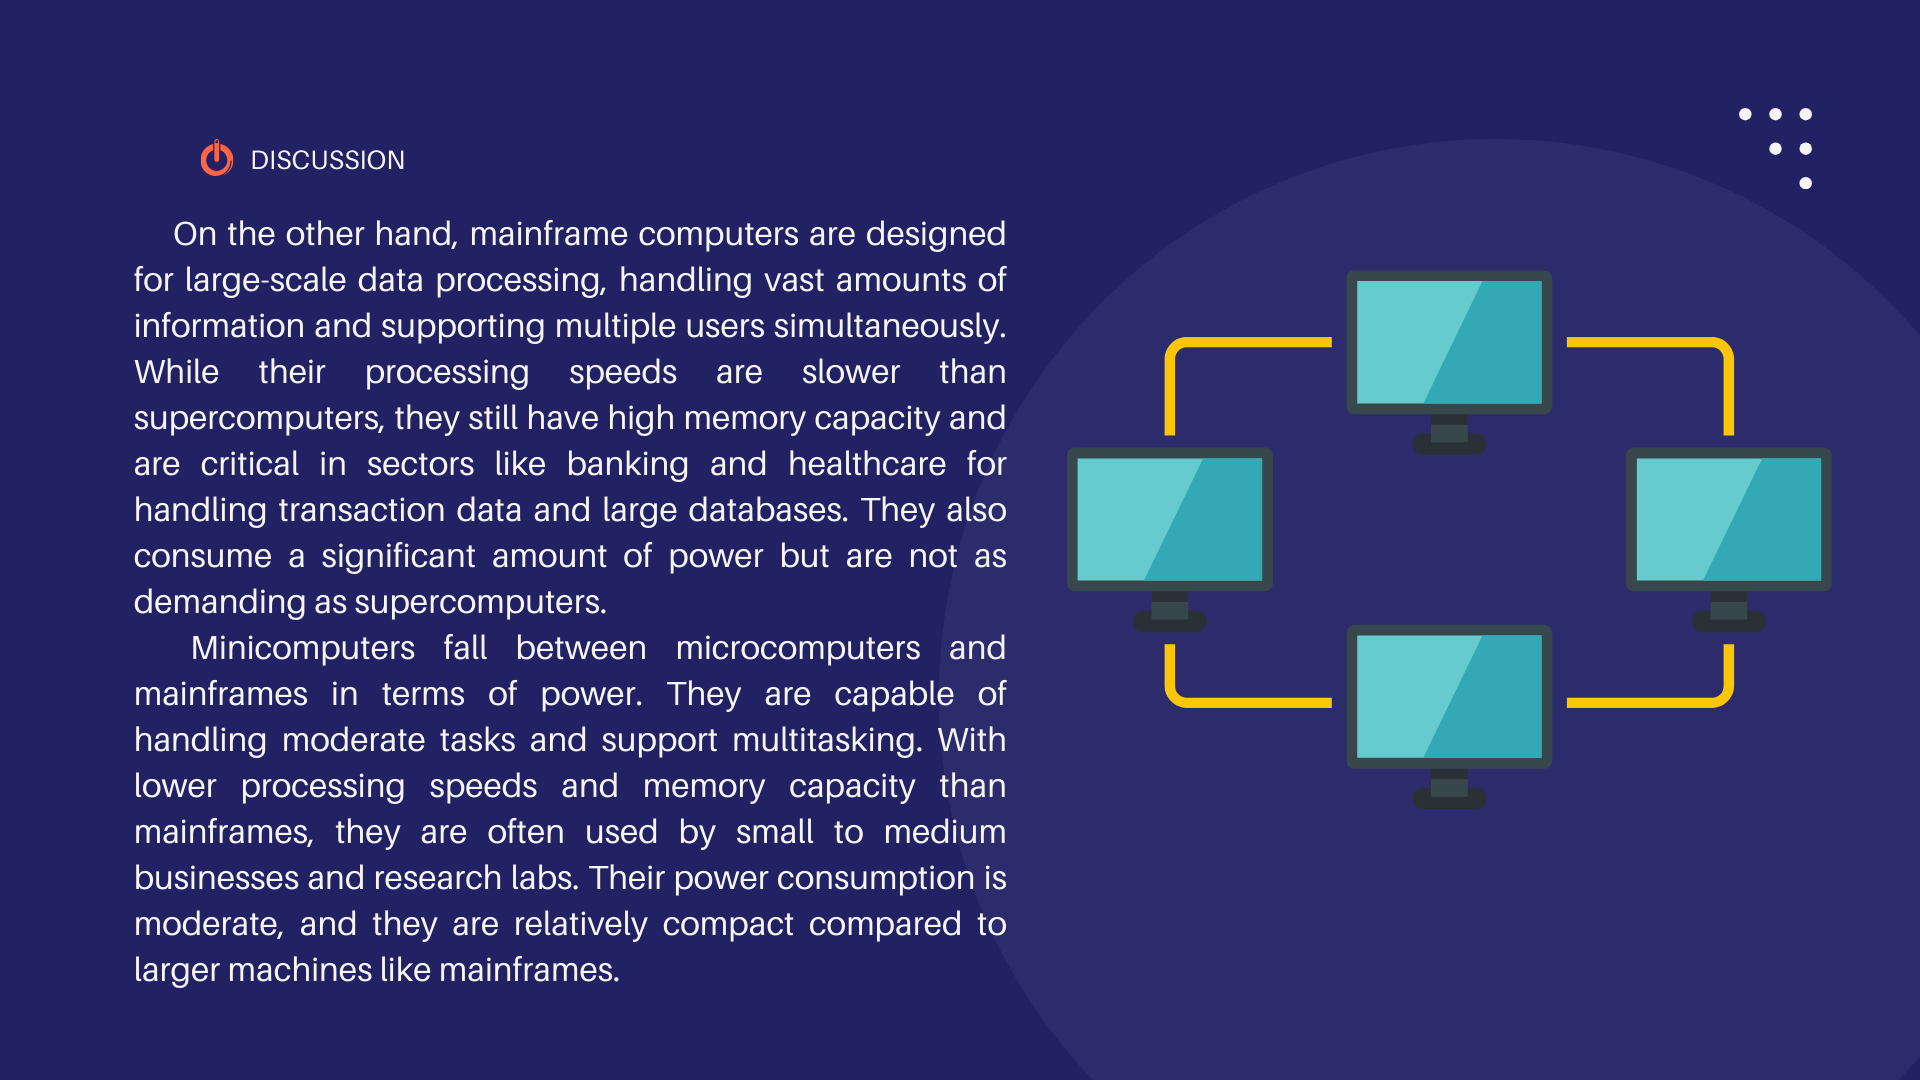 DISCUSSION
On the other hand, mainframe computers are designed
for large-scale data processing, handling vast amounts of
information and supporting multiple users simultaneously.
While their processing speeds are slower than
supercomputers, they still have high memory capacity and
are critical in sectors like banking and healthcare for
handling transaction data and large databases. They also
consume a significant amount of power but are not as
demanding as supercomputers.
Minicomputers fall between microcomputers and
mainframes in terms of power. They are capable of
handling moderate tasks and support multitasking. With
lower processing speeds and memory capacity than
mainframes, they are often used by small to medium
businesses and research labs. Their power consumption is
moderate, and they are relatively compact compared to
larger machines like mainframes.